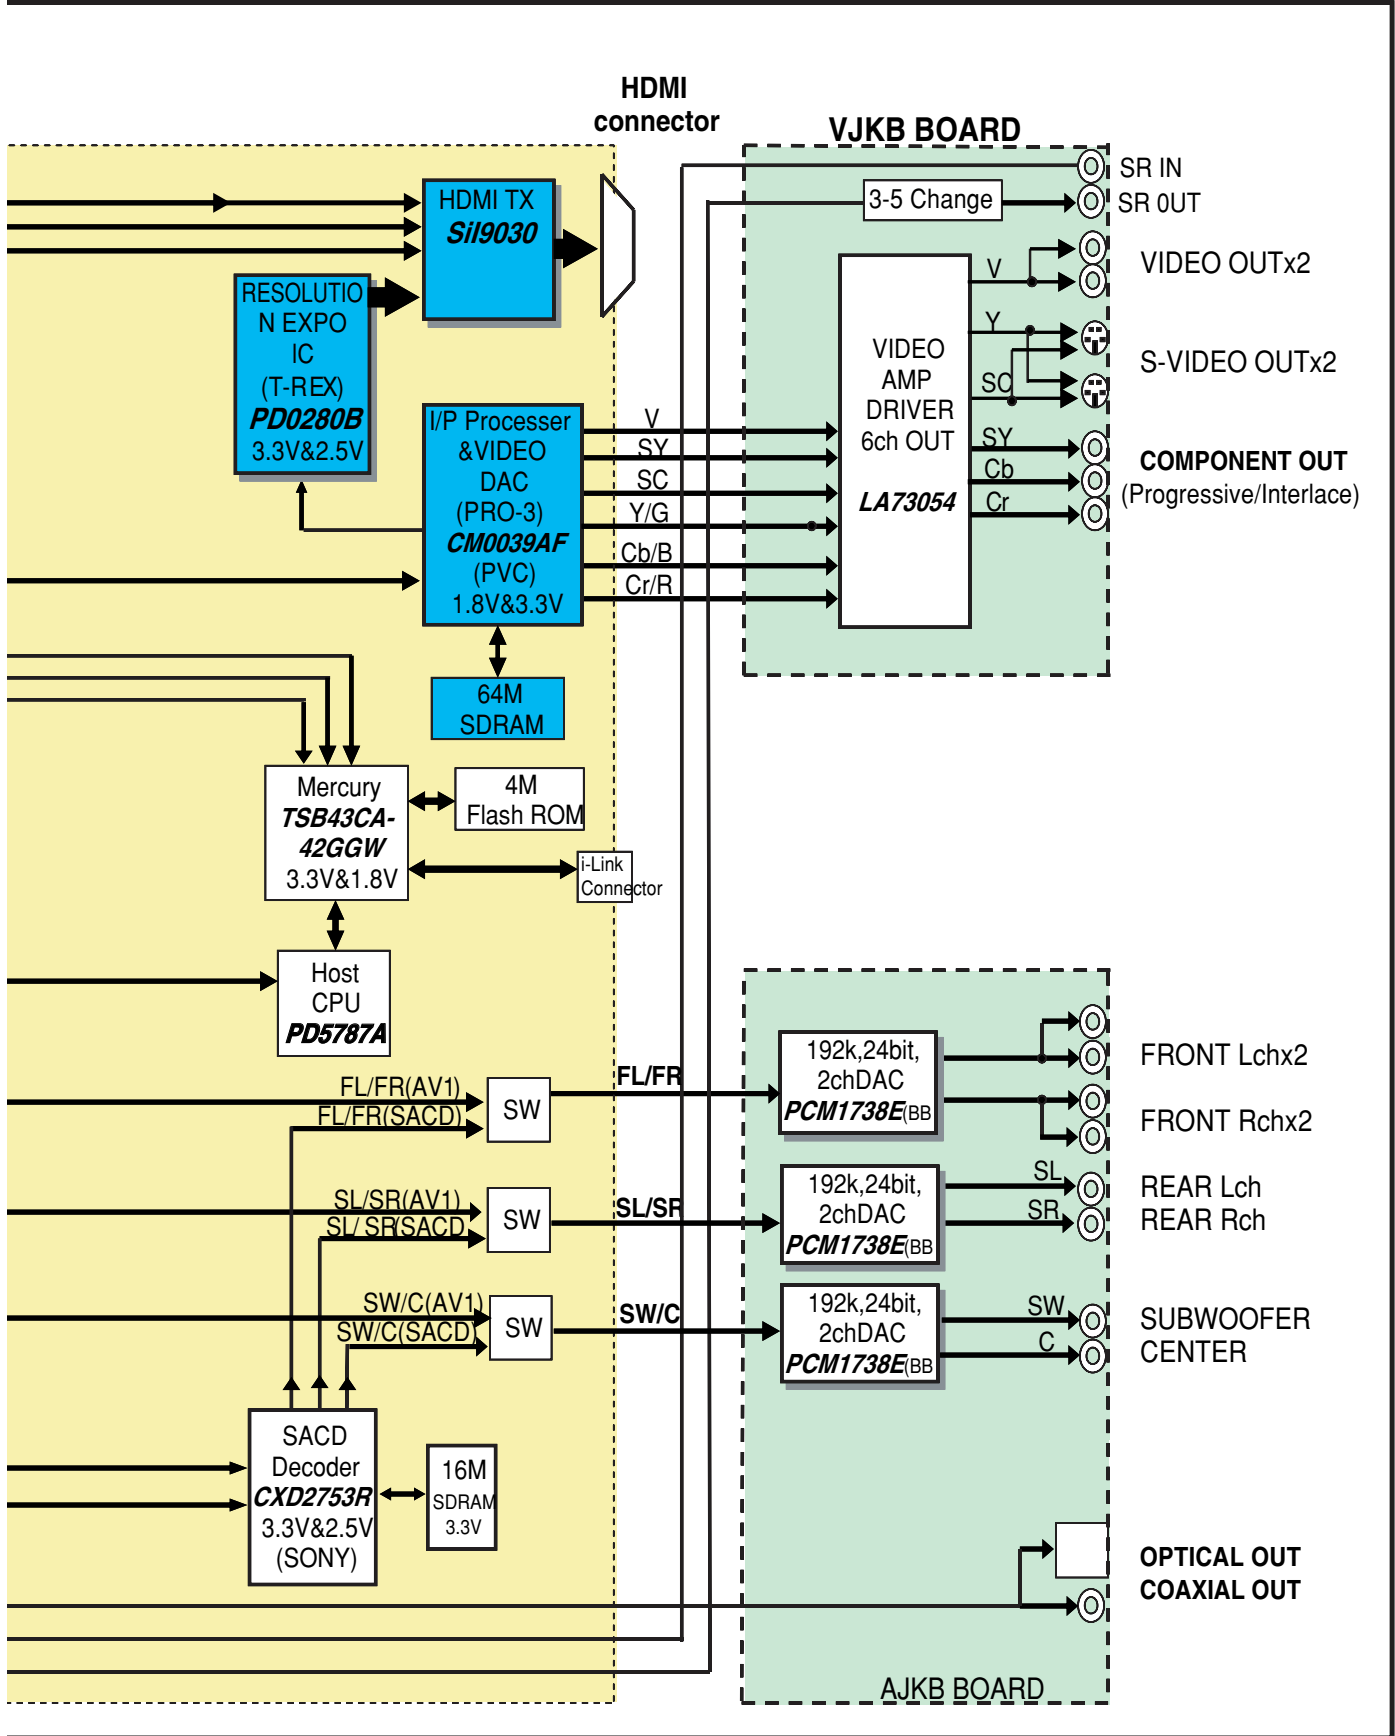 HDMI
connector
VJKB BOARD
SR IN
3-5 Change
SR 0UT
HDMI TX
SiI9030
VIDEO OUTx2
V
RESOLUTIO
N EXPO
IC
(T-REX)
PD0280B
3.3V&2.5V
Y
VIDEO
AMP
DRIVER
6ch OUT
LA73054
SC
S-VIDEO OUTx2
I/P Processer
&VIDEO
DAC
(PRO-3)
CM0039AF
(PVC)
1.8V&3.3V
V
SY
SC
Y/G
Cb/B
Cr/R
SY
Cb
Cr
COMPONENT OUT
(Progressive/Interlace)
64M
SDRAM
Mercury
TSB43CA-
42GGW
3.3V&1.8V
4M
Flash ROM
i-Link
Connector
Host
CPU
PD5787A
FL/FR(AV1)
FL/FR(SACD)
SW
FL/FR
192k,24bit,
2chDAC
PCM1738E(BB
FRONT Lchx2
FRONT Rchx2
SL/SR(AV1)
SL/ SR(SACD
SW
SL/SR
192k,24bit,
2chDAC
PCM1738E(BB
SL
SR
REAR Lch
REAR Rch
SW/C(AV1)
SW/C(SACD)
SW
SW/C
192k,24bit,
2chDAC
PCM1738E(BB
SW
C
SUBWOOFER
CENTER
SACD
Decoder
CXD2753R
3.3V&2.5V
(SONY)
16M
SDRAM
3.3V
OPTICAL OUT
COAXIAL OUT
AJKB BOARD